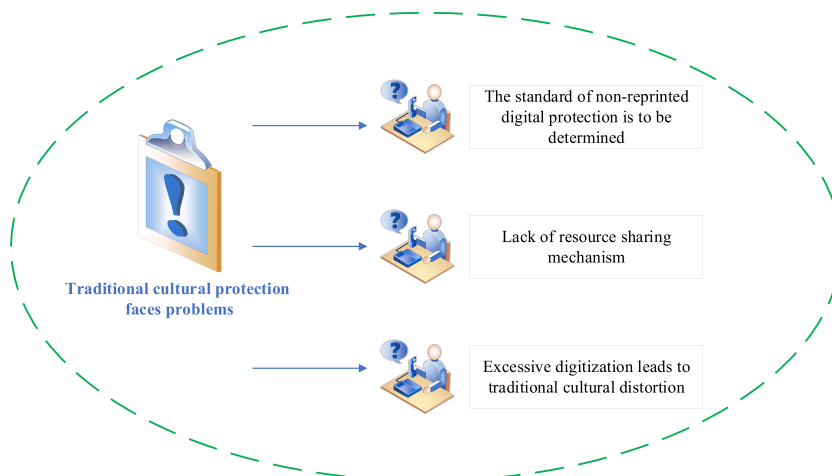 The standard of non-reprinted
digital protection is to be
determined
Lack of resource sharing
mechanism
Traditional cultural protection
faces problems
Excessive digitization leads to
traditional cultural distortion